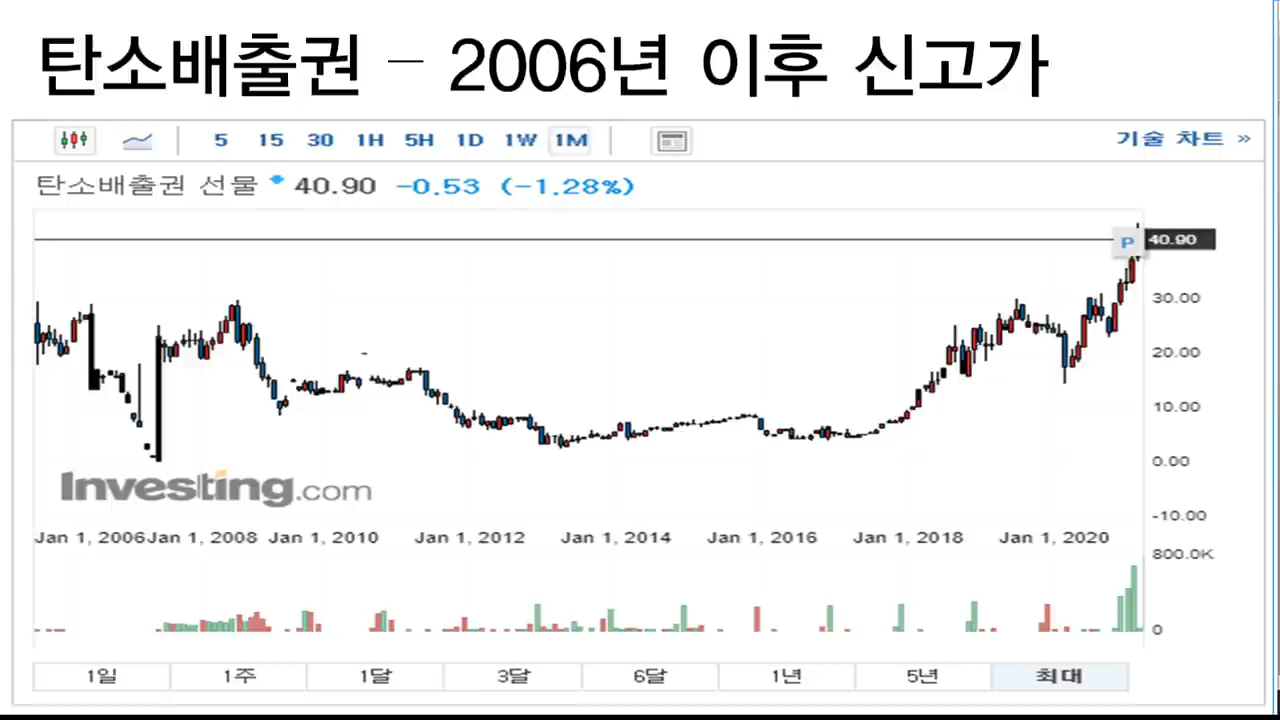 탄소배출권 - 2006년 이후 신고가
5 15 30 1H 5H 1D 1W 1M 기술 차트 »
탄소배출권 선물 40.90 -0.53 (-1.28%)
P 40.90
30.00
20.00
10.00
0.00
Investing.com
-10.00
Jan 1, 2006 Jan 1, 2008 Jan 1, 2010 Jan 1, 2012 Jan 1, 2014 Jan 1, 2016 Jan 1, 2018 Jan 1, 2020
800.0K
0
1일 1주 1달 3달 6달 1년 5년 최대